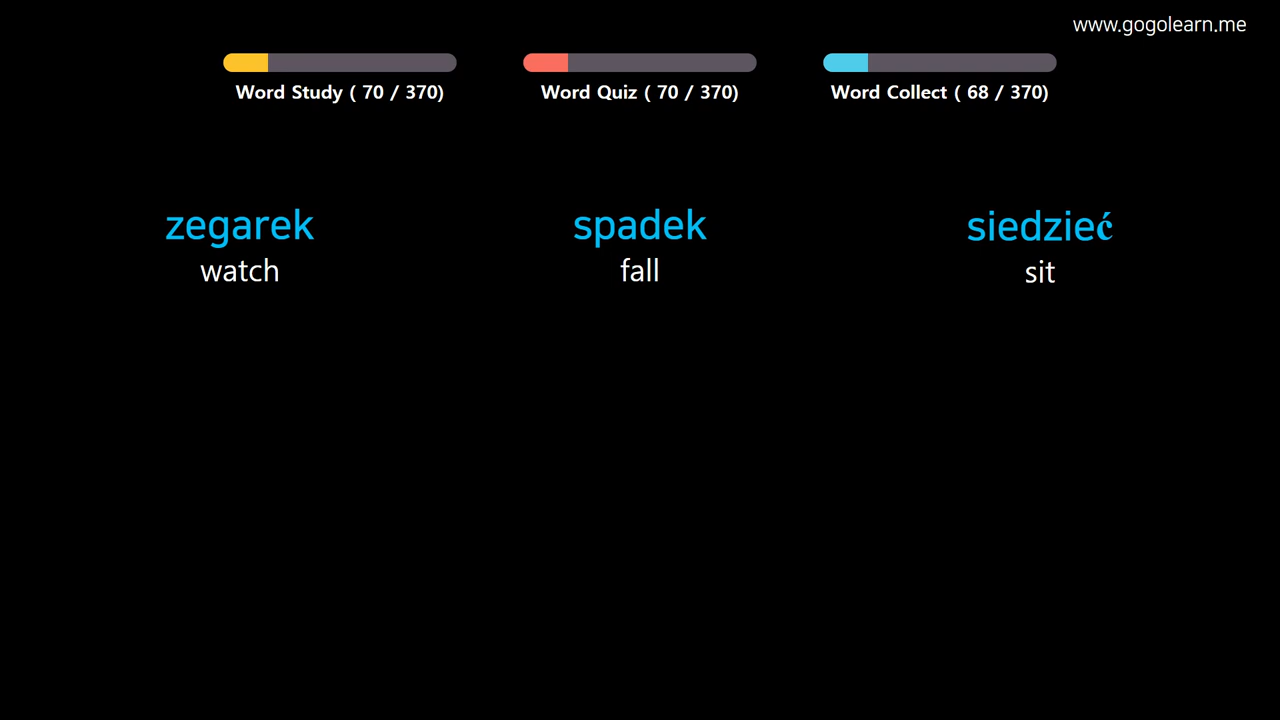 www.gogolearn.me
Word Study ( 70 / 370)
Word Quiz ( 70 / 370)
Word Collect ( 68 / 370)
zegarek
watch
spadek
fall
siedzieć
sit